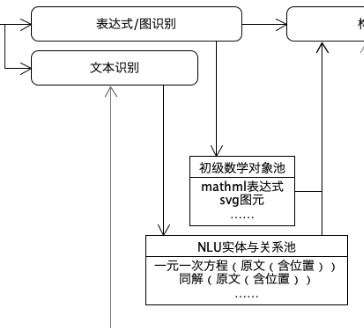 表达式/图识别
文本识别
初级数学对象池
mathml表达式
svg图元
......
NLU实体与关系池
一元一次方程（原文（含位置））
同解（原文（含位置））
......